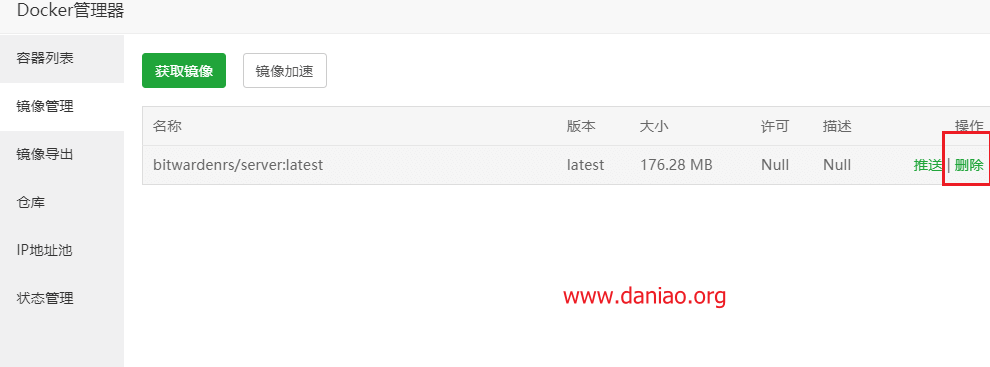 Docker管理器
容器列表
镜像管理
镜像导出
仓库
IP地址池
状态管理
获取镜像 镜像加速
名称 版本 大小 许可 描述 操作
bitwardenrs/server:latest latest 176.28 MB Null Null 推送 | 删除
www.daniao.org